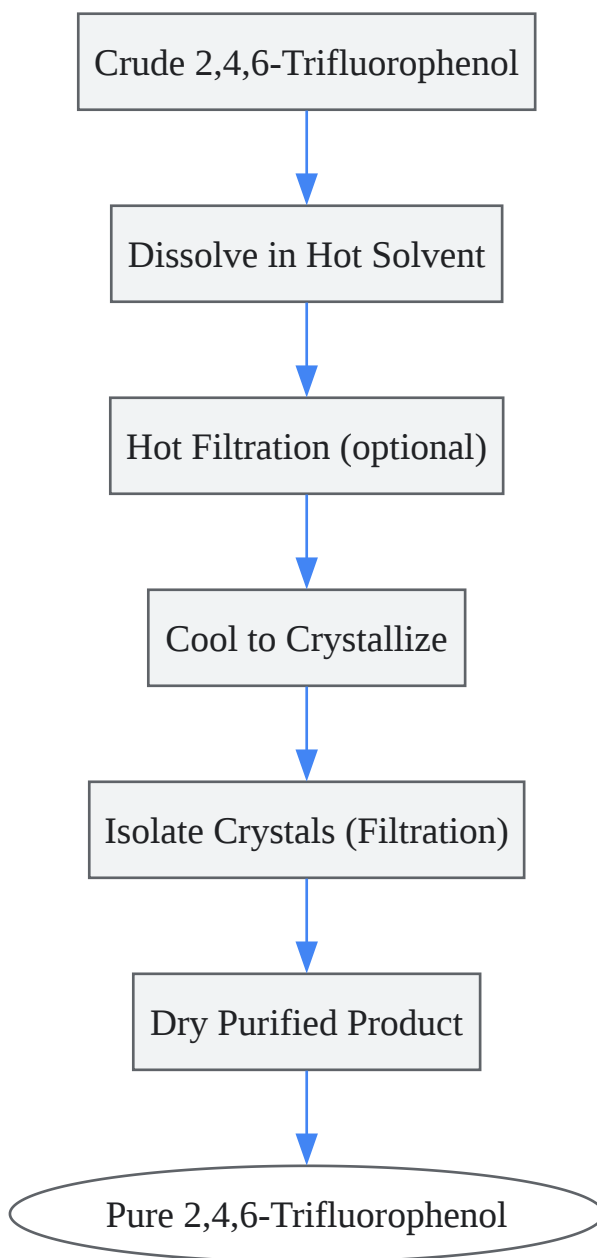 Crude 2,4,6-Trifluorophenol
Dissolve in Hot Solvent
Hot Filtration (optional)
Cool to Crystallize
Isolate Crystals (Filtration)
Dry Purified Product
Pure 2,4,6-Trifluorophenol